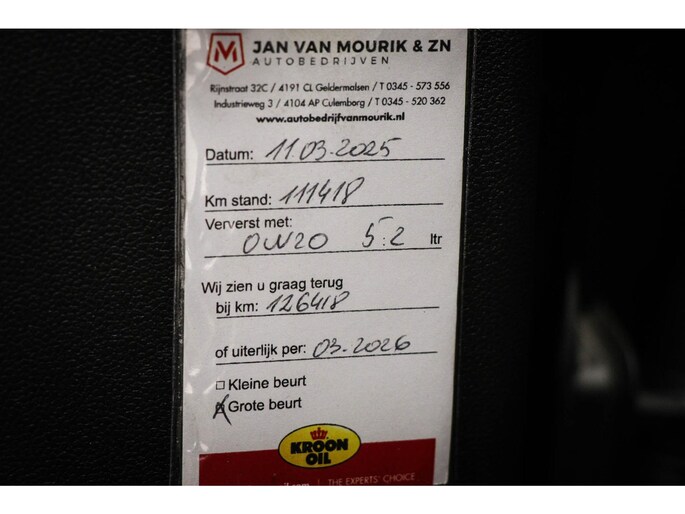 JAN VAN MOURIK & ZN
AUTOBEDRIJVEN
Rijnstraat 32C / 4191 CL Geldermalsen / T 0345 - 573 556
Industrieweg 3 / 4104 AP Culemborg / T 0345 - 520 362
www.autobedrijfvanmourik.nl
Datum: 11.03.2025
Km stand: 111418
Ververst met:
0W20 5.2 ltr
Wij zien u graag terug
bij km: 126418
of uiterlijk per: 03.2026
Kleine beurt
Grote beurt
KROON
OIL
THE EXPERTS' CHOICE